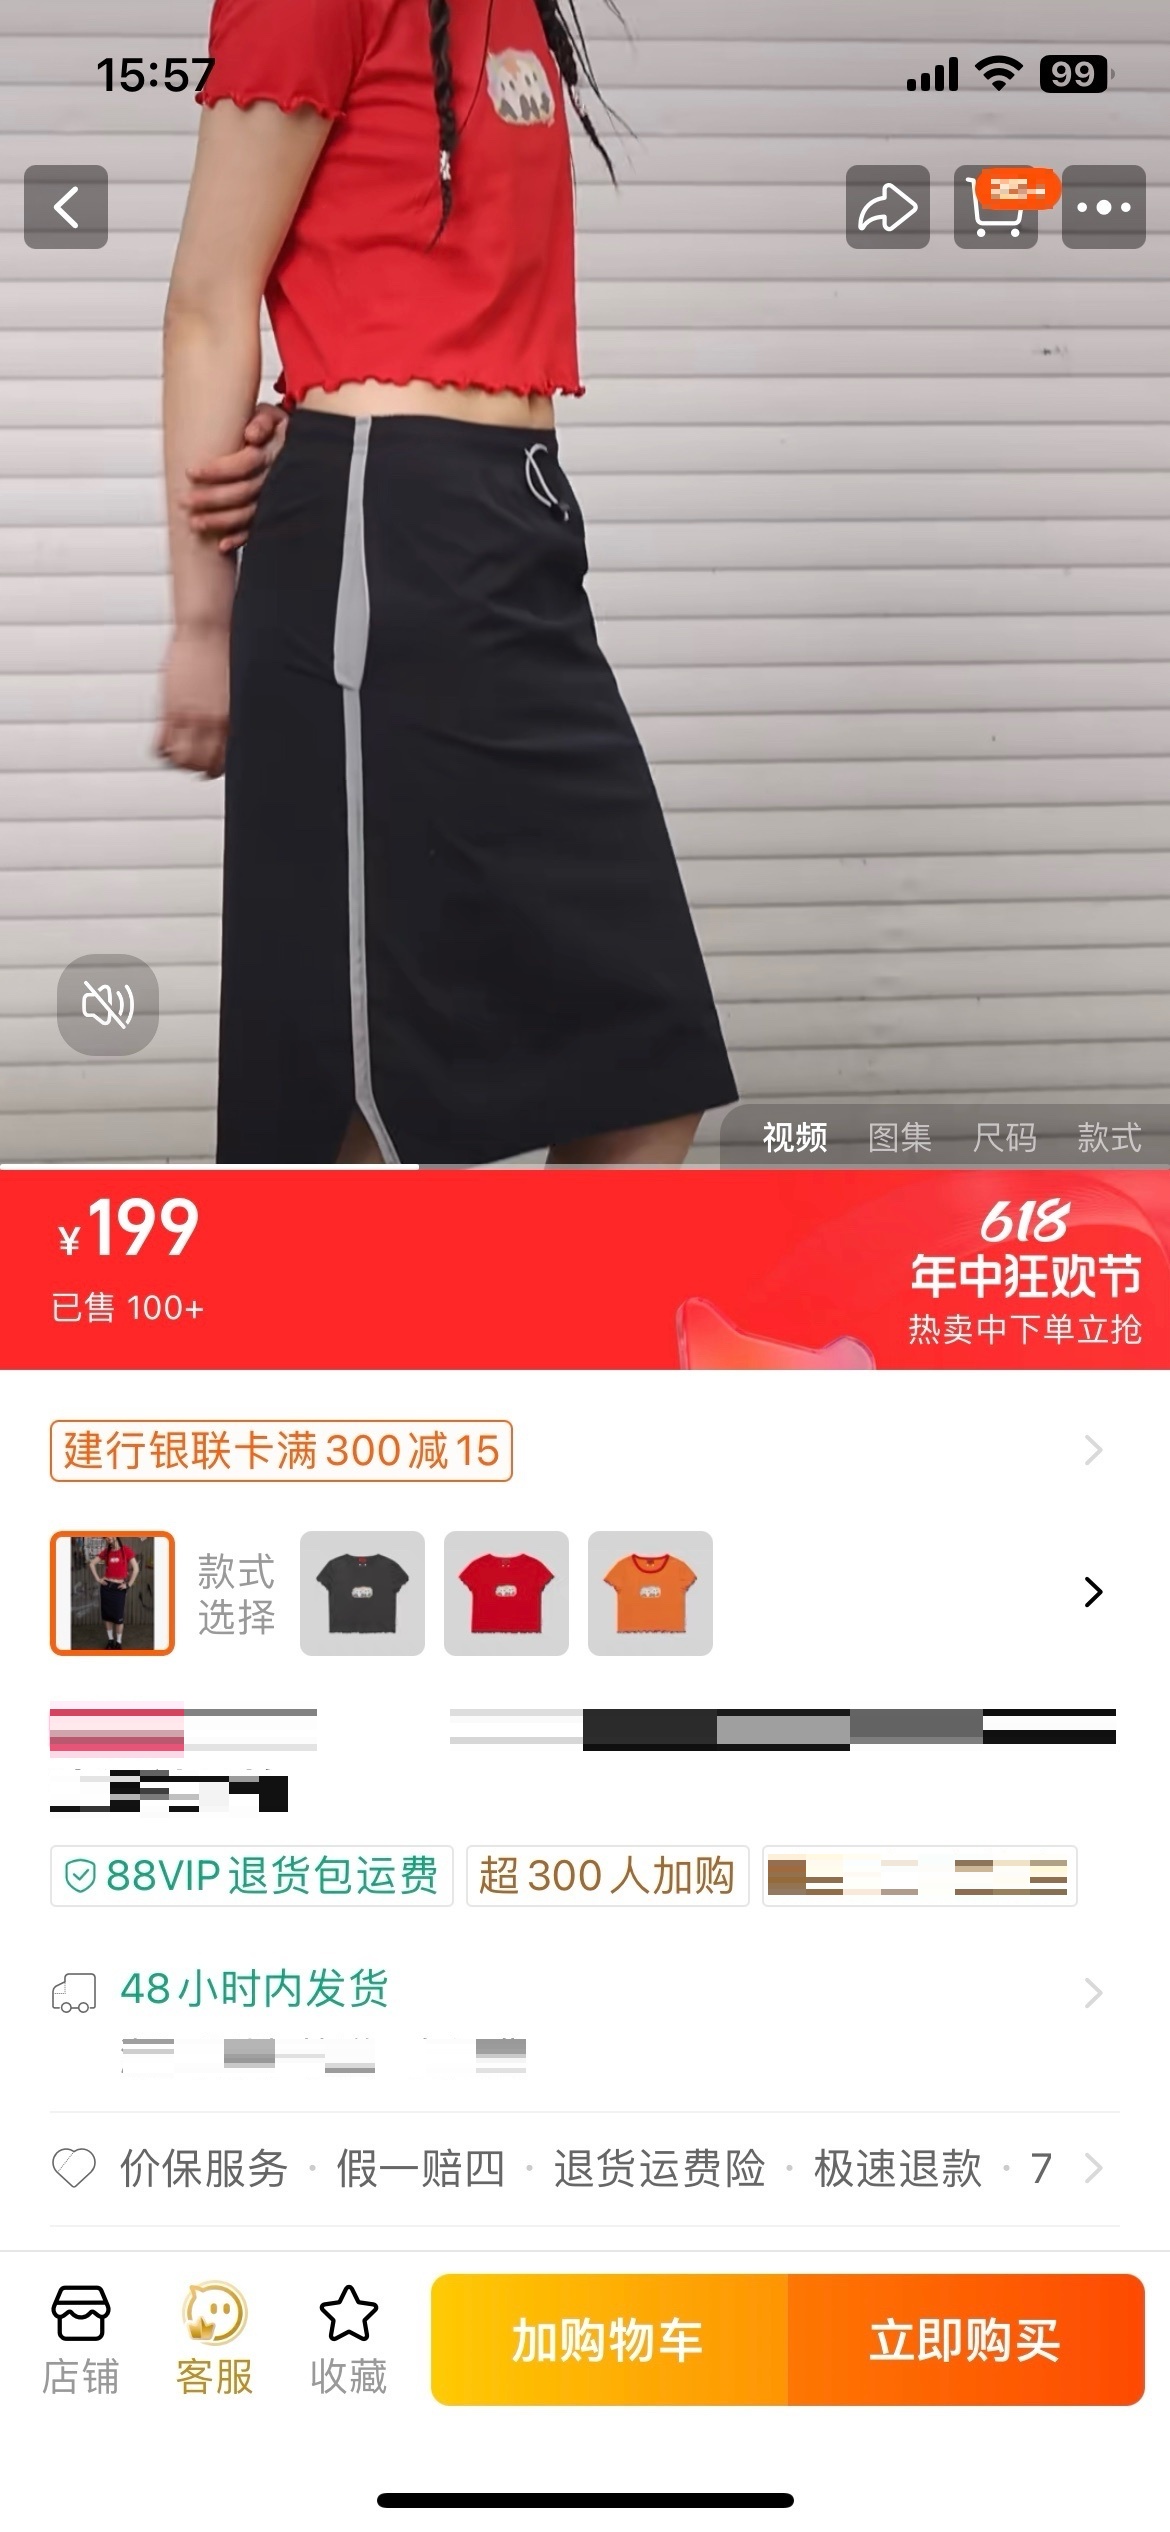 15:57
99
视频 图集 尺码 款式
¥199
618
年中狂欢节
已售 100+
热卖中下单立抢
建行银联卡满300减15
款式
选择
88VIP退货包运费 超300人加购
48小时内发货
价保服务 · 假一赔四 · 退货运费险 · 极速退款 · 7
店铺 客服 收藏 加购物车 立即购买